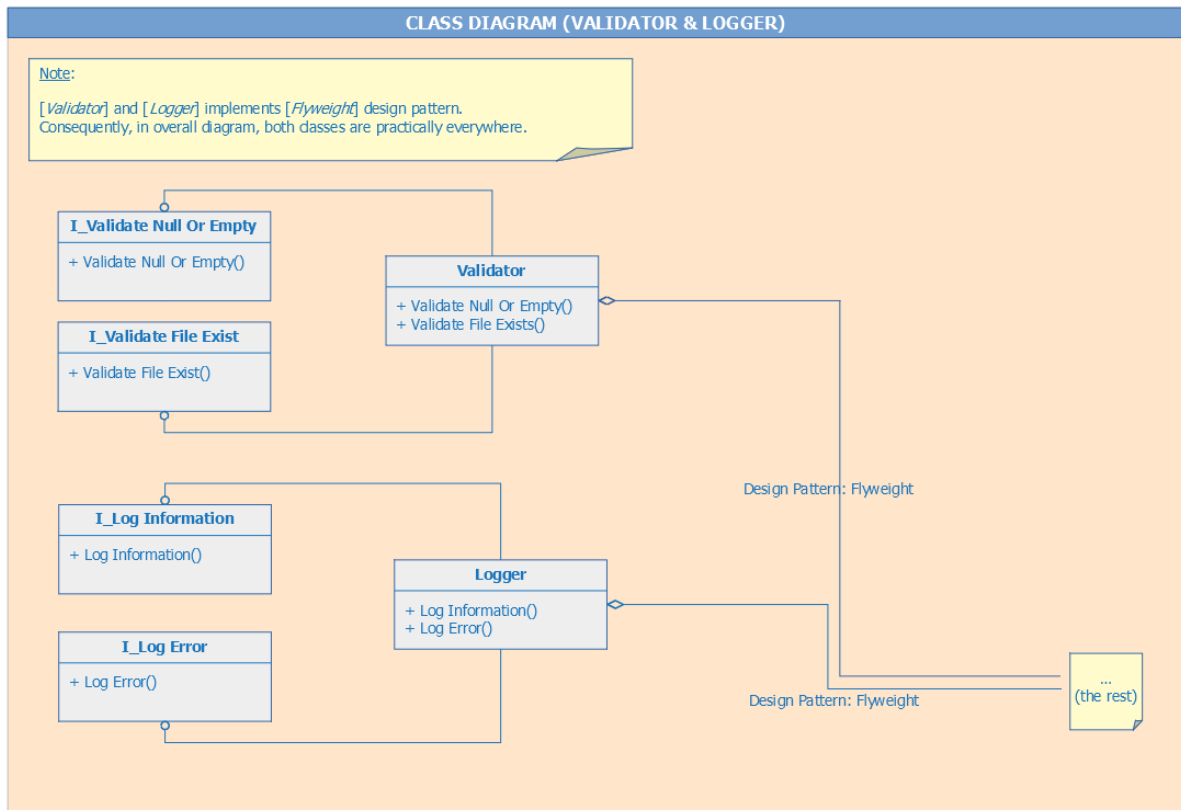 CLASS DIAGRAM (VALIDATOR & LOGGER)
Note:
[Validator] and [Logger] implements [Flyweight] design pattern.
Consequently, in overall diagram, both classes are practically everywhere.
I_Validate Null Or Empty
+ Validate Null Or Empty()
Validator
+ Validate Null Or Empty()
+ Validate File Exists()
I_Validate File Exist
+ Validate File Exist()
Design Pattern: Flyweight
I_Log Information
+ Log Information()
Logger
+ Log Information()
+ Log Error()
I_Log Error
+ Log Error()
Design Pattern: Flyweight
...
(the rest)